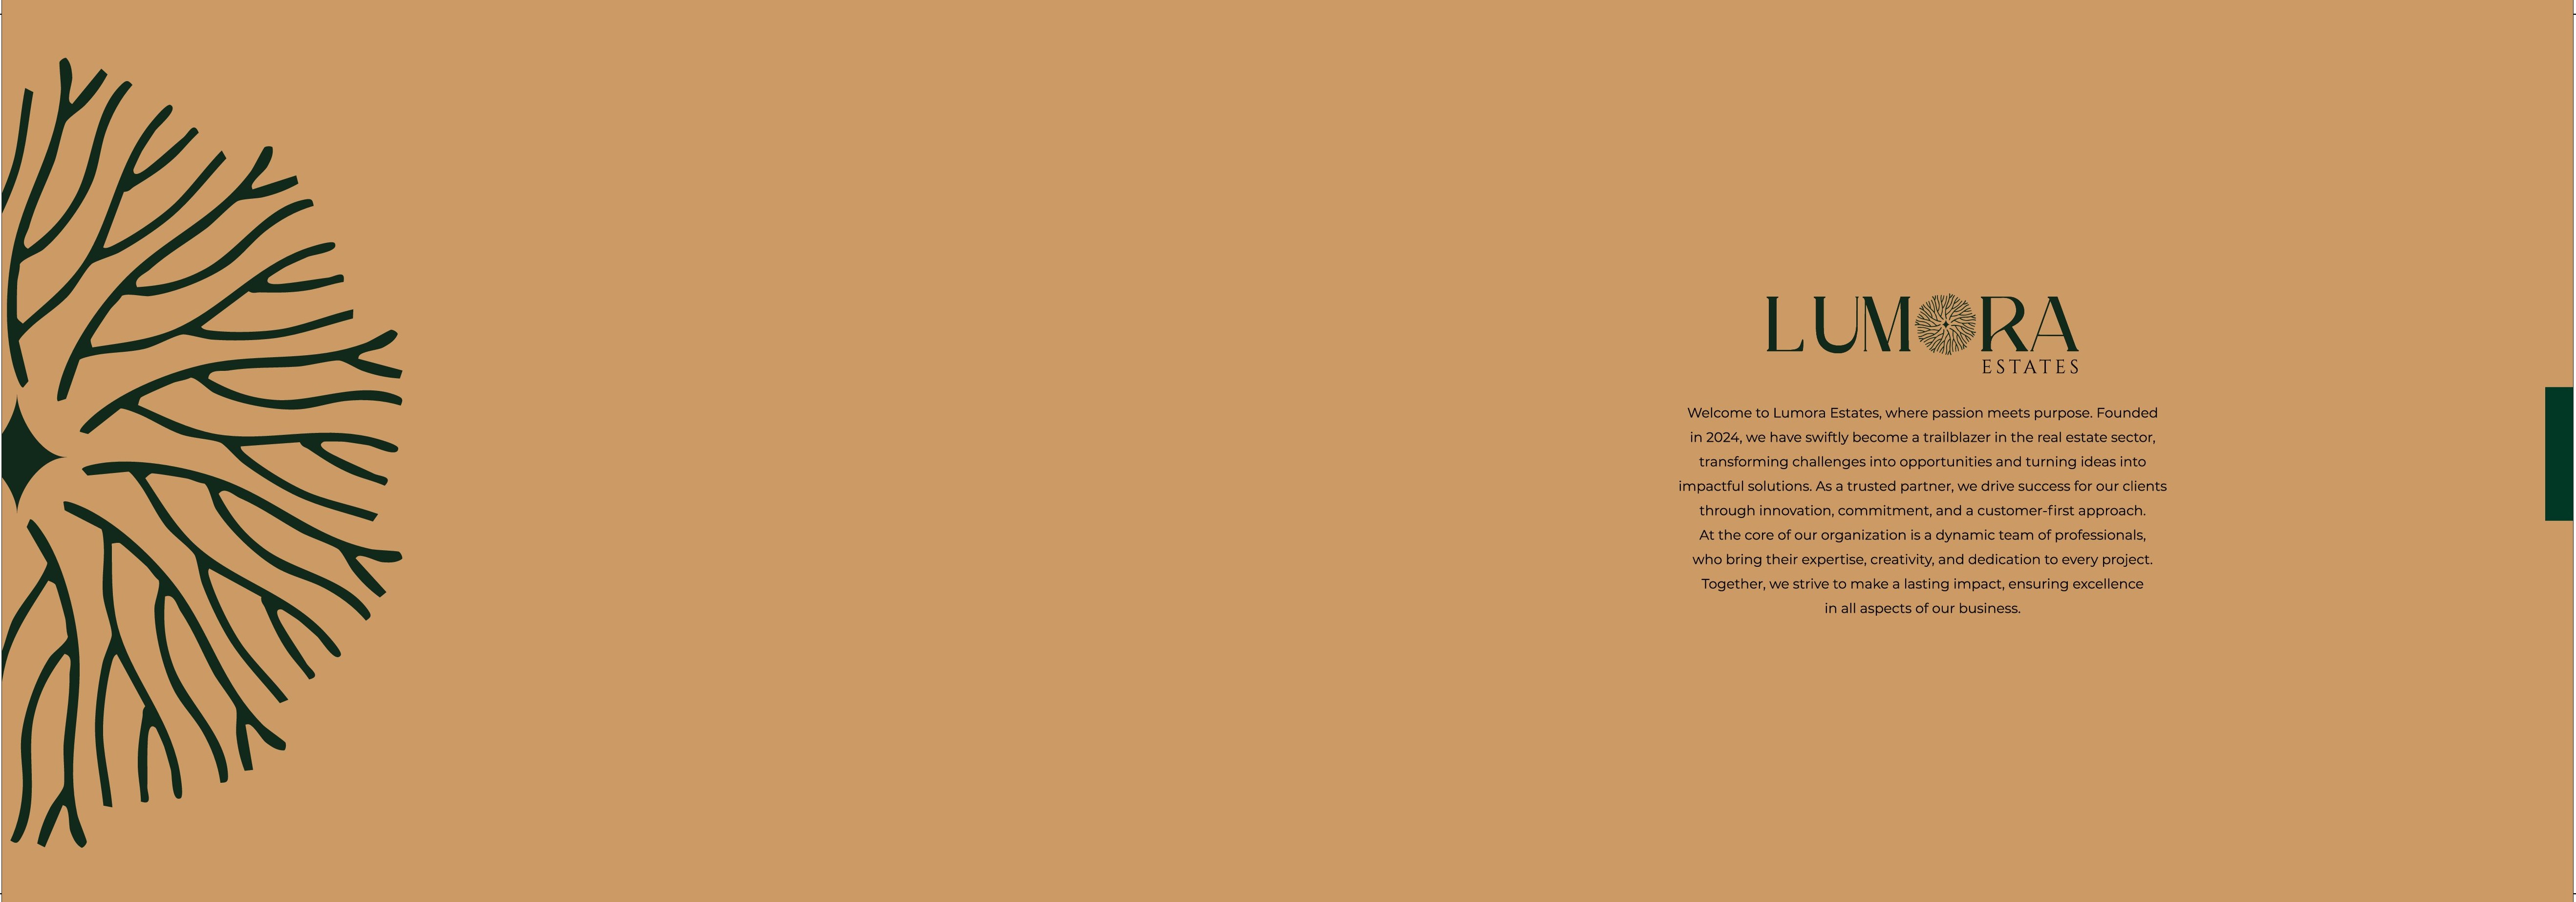 LUMORA
ESTATES
Welcome to Lumora Estates, where passion meets purpose. Founded
in 2024, we have swiftly become a trailblazer in the real estate sector,
transforming challenges into opportunities and turning ideas into
impactful solutions. As a trusted partner, we drive success for our clients
through innovation, commitment, and a customer-first approach.
At the core of our organization is a dynamic team of professionals,
who bring their expertise, creativity, and dedication to every project.
Together, we strive to make a lasting impact, ensuring excellence
in all aspects of our business.